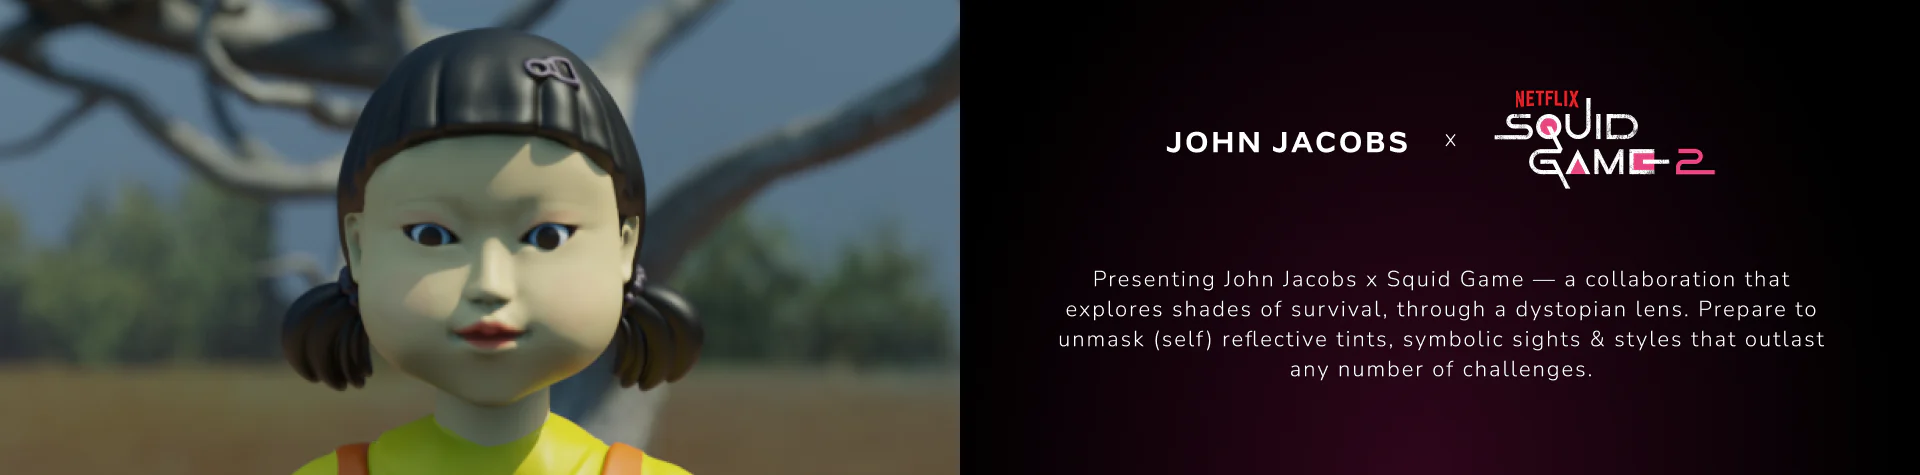 JOHN JACOBS x NETFLIX SQUID GAME 2
Presenting John Jacobs x Squid Game — a collaboration that
explores shades of survival, through a dystopian lens. Prepare to
unmask (self) reflective tints, symbolic sights & styles that outlast
any number of challenges.